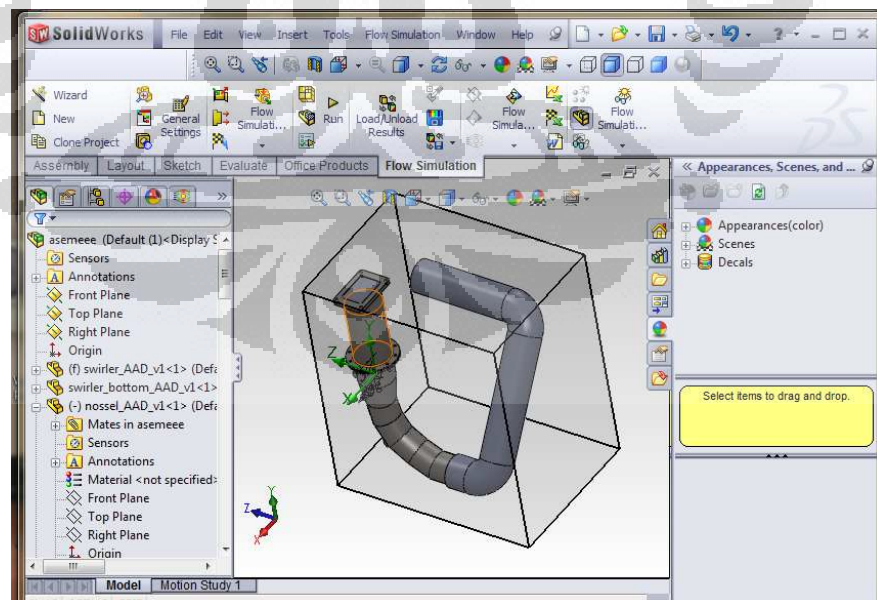 SolidWorks File Edit View Insert Tools Flow Simulation Window Help ?
Wizard
New
Clone Project
General Settings
Flow Simulati...
Run
Load/Unload Results
Flow Simula...
Flow Simulati...
Assembly Layout Sketch Evaluate Office Products Flow Simulation
Appearances, Scenes, and ...
asemeee (Default (1)<Display S
Sensors
Annotations
Front Plane
Top Plane
Right Plane
Origin
(f) swirler_AAD_v1<1> (Defa
swirler_bottom_AAD_v1<1>
(-) nossel_AAD_v1<1> (Defa
Mates in asemeee
Sensors
Annotations
Material <not specified>
Front Plane
Top Plane
Right Plane
Origin
Y
Z
X
Y
Z
X
Appearances(color)
Scenes
Decals
Select items to drag and drop.
Model Motion Study 1